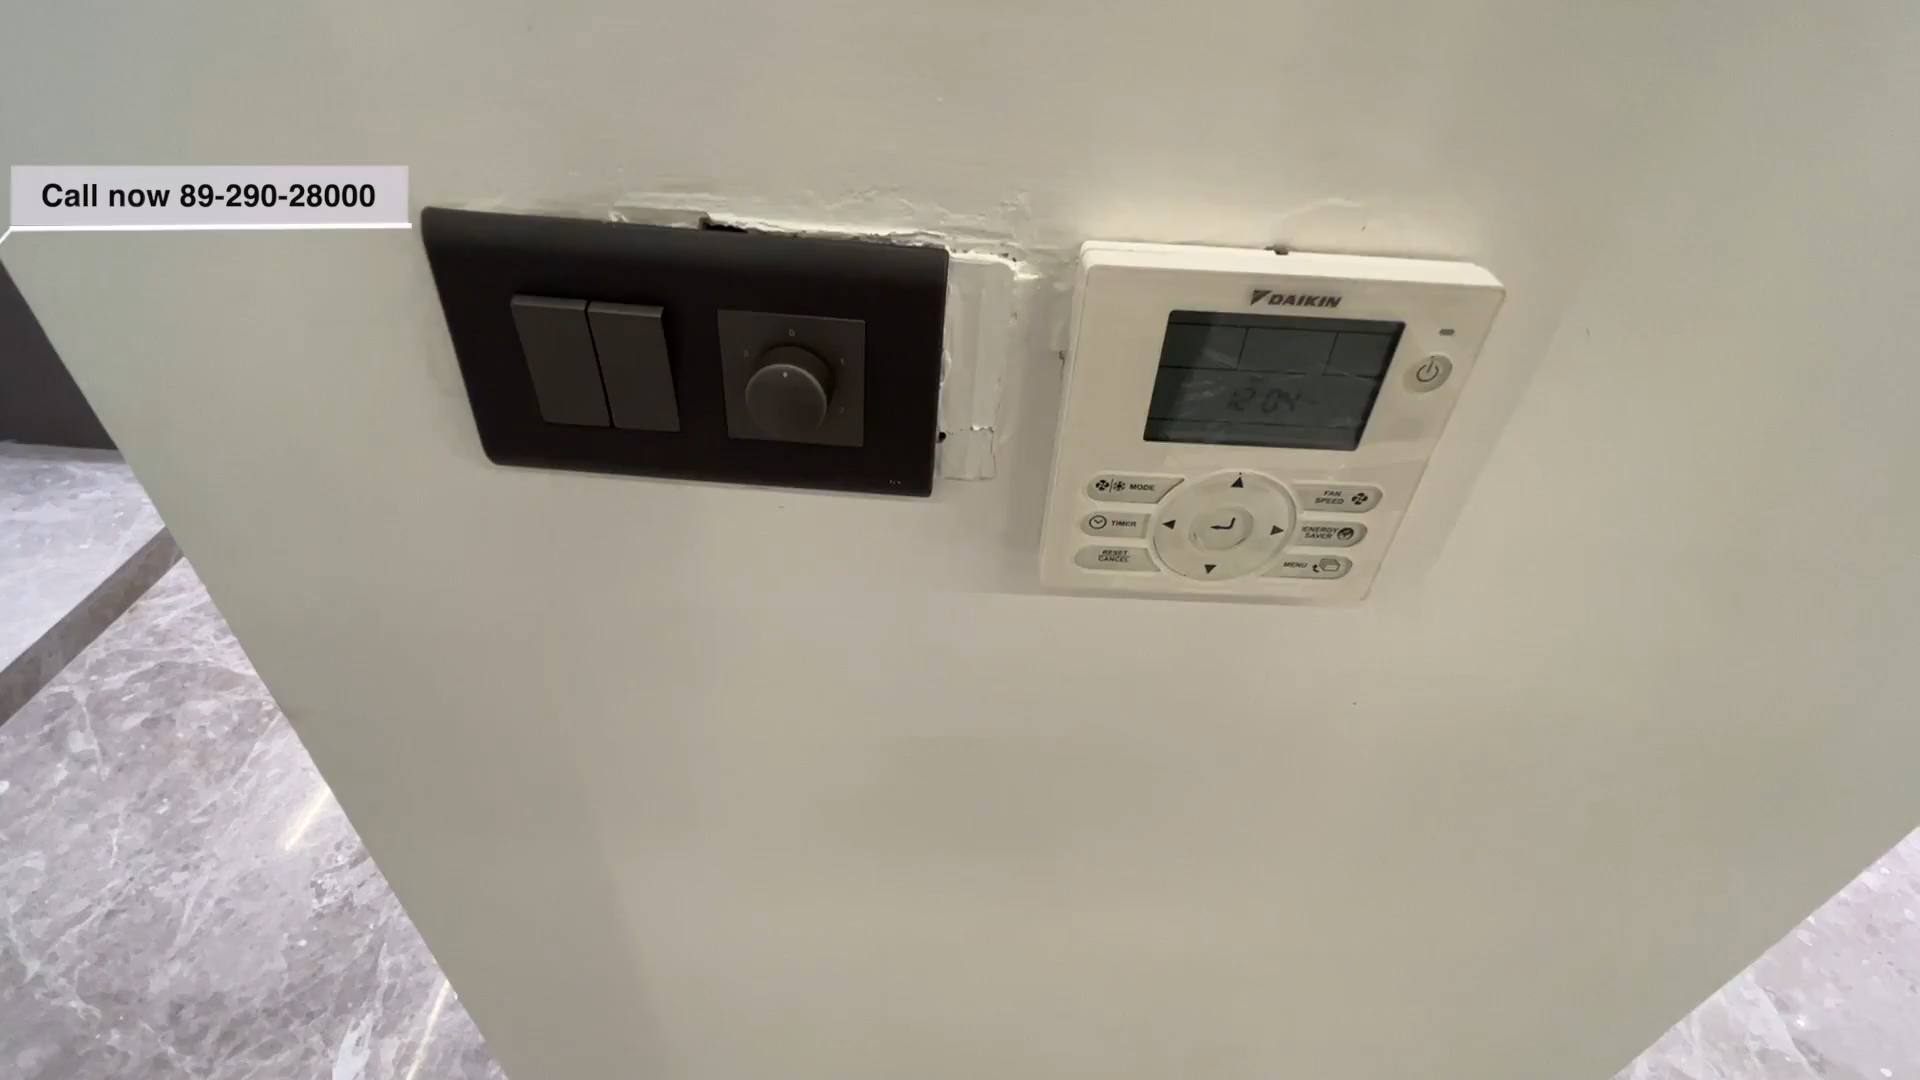 Call now 89-290-28000
DAIKIN
12:04
MODE
FAN
SPEED
TIMER
ENERGY
SAVER
RESET
CANCEL
MENU